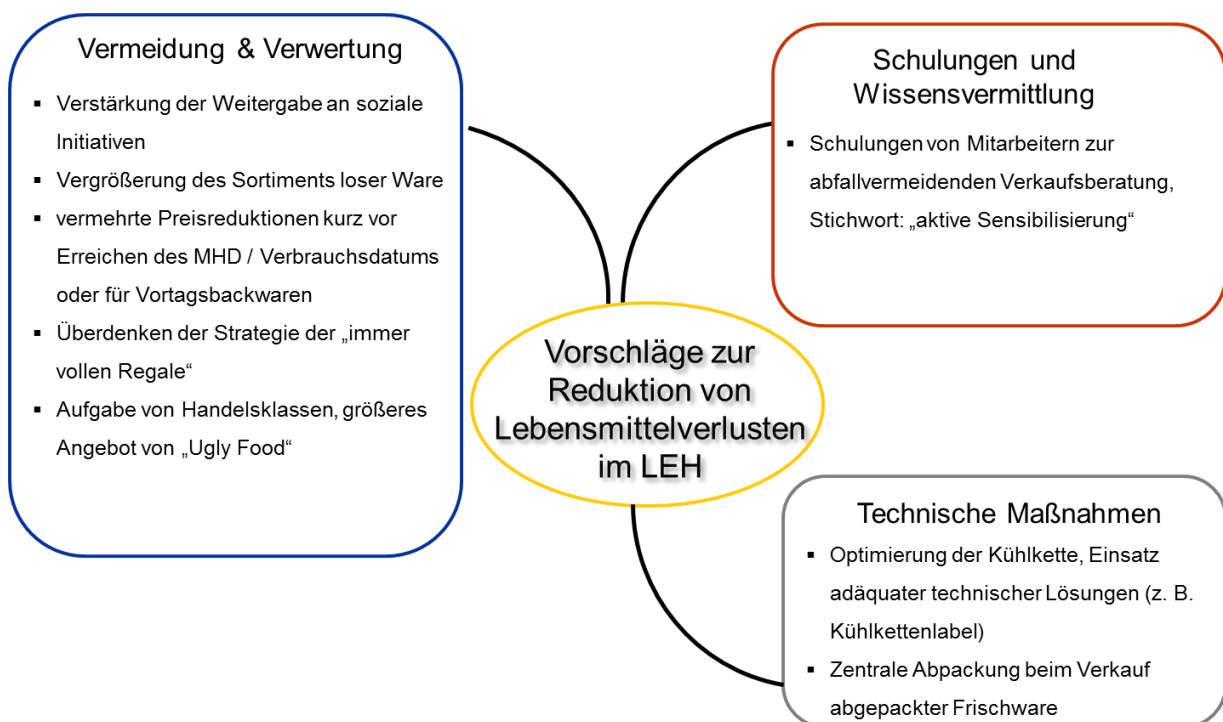 Vermeidung & Verwertung
▪ Verstärkung der Weitergabe an soziale
Initiativen
▪ Vergrößerung des Sortiments loser Ware
▪ vermehrte Preisreduktionen kurz vor
Erreichen des MHD / Verbrauchsdatums
oder für Vortagsbackwaren
▪ Überdenken der Strategie der „immer
vollen Regale“
▪ Aufgabe von Handelsklassen, größeres
Angebot von „Ugly Food“
Schulungen und
Wissensvermittlung
▪ Schulungen von Mitarbeitern zur
abfallvermeidenden Verkaufsberatung,
Stichwort: „aktive Sensibilisierung“
Vorschläge zur
Reduktion von
Lebensmittelverlusten
im LEH
Technische Maßnahmen
▪ Optimierung der Kühlkette, Einsatz
adäquater technischer Lösungen (z. B.
Kühlkettenlabel)
▪ Zentrale Abpackung beim Verkauf
abgepackter Frischware